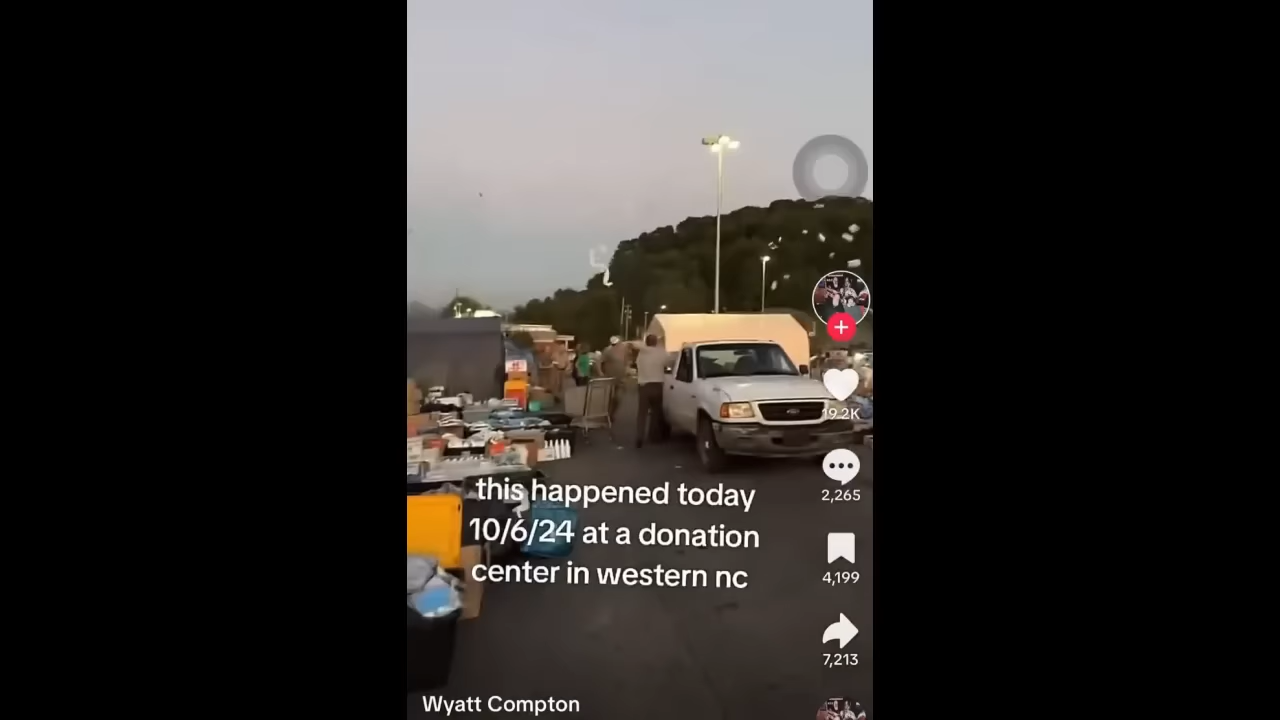 19.2K
2,265
this happened today
10/6/24 at a donation
center in western nc
4,199
7,213
Wyatt Compton